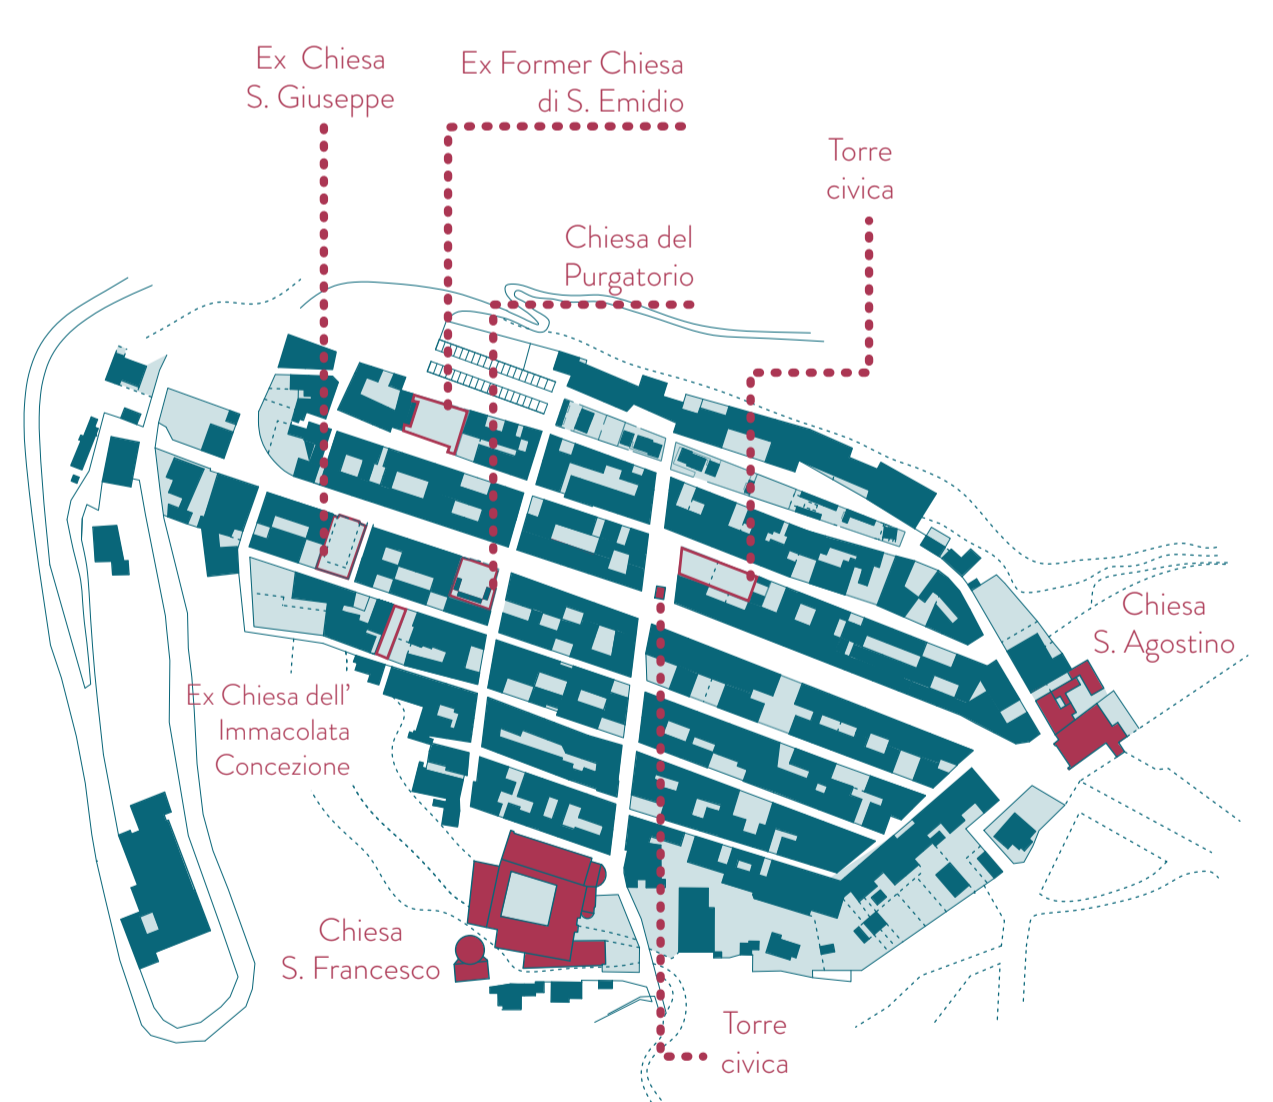 Ex Chiesa
S. Giuseppe
Ex Former Chiesa
di S. Emidio
Torre
civica
Chiesa del
Purgatorio
Chiesa
S. Agostino
Ex Chiesa dell'
Immacolata
Concezione
Chiesa
S. Francesco
Torre
civica